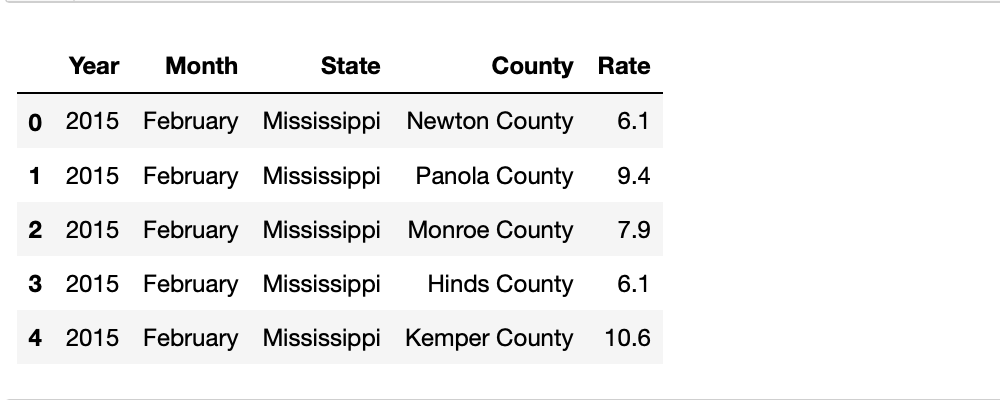 Year Month State County Rate
0 2015 February Mississippi Newton County 6.1
1 2015 February Mississippi Panola County 9.4
2 2015 February Mississippi Monroe County 7.9
3 2015 February Mississippi Hinds County 6.1
4 2015 February Mississippi Kemper County 10.6